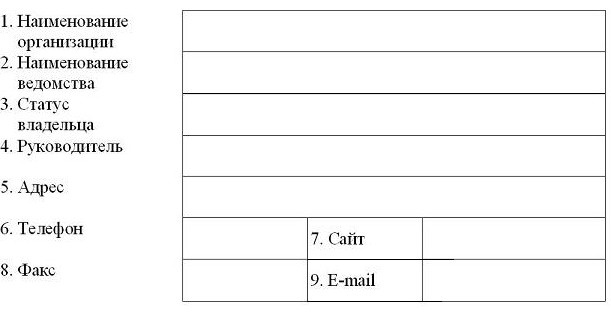 1. Наименование
организации
2. Наименование
ведомства
3. Статус
владельца
4. Руководитель
5. Адрес
6. Телефон
7. Сайт
8. Факс
9. E-mail